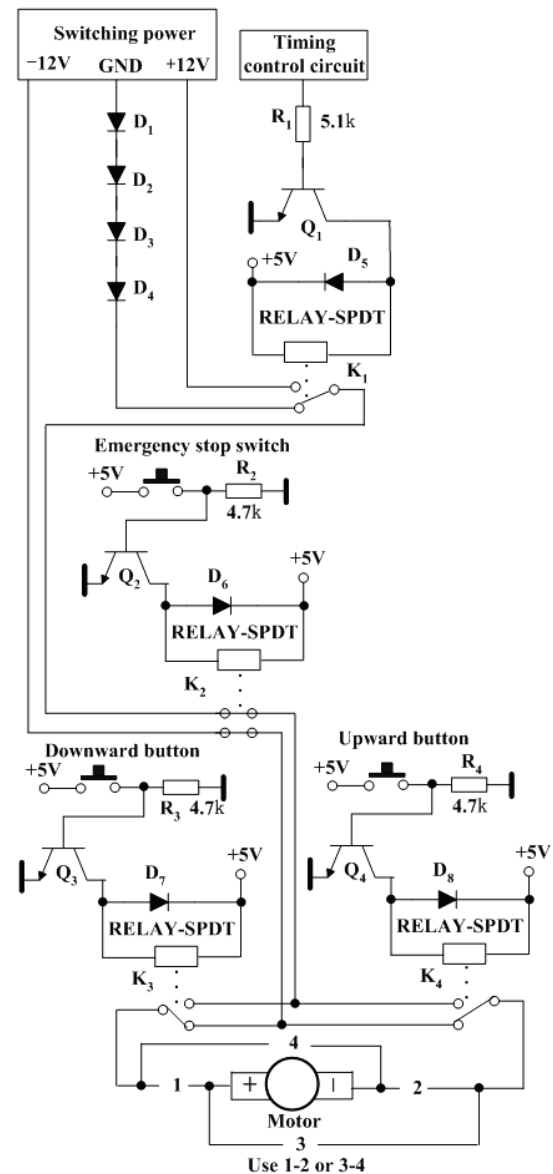 Switching power
−12V GND +12V
Timing
control circuit
R1 5.1k
D1
D2
D3
D4
Q1
+5V
D5
RELAY-SPDT
K1
Emergency stop switch
+5V
R2
4.7k
Q2
D6
+5V
RELAY-SPDT
K2
Downward button
+5V
R3 4.7k
Q3
D7
+5V
RELAY-SPDT
K3
Upward button
+5V
R4
4.7k
Q4
D8
+5V
RELAY-SPDT
K4
4
1 + − 2
Motor
3
Use 1-2 or 3-4